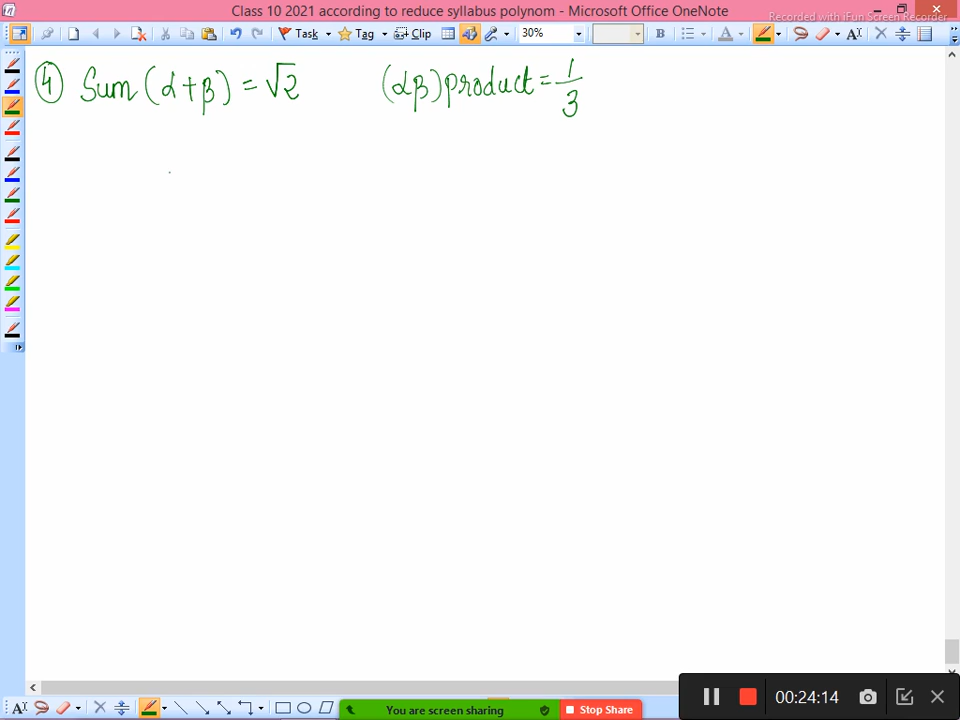 Class 10 2021 according to reduce syllabus polynom - Microsoft Office OneNote
Recorded with iFun Screen Recorder
Task Tag Clip 30% B A
④ Sum (α+β) = √2 (αβ) product = 1/3
You are screen sharing Stop Share
00:24:14